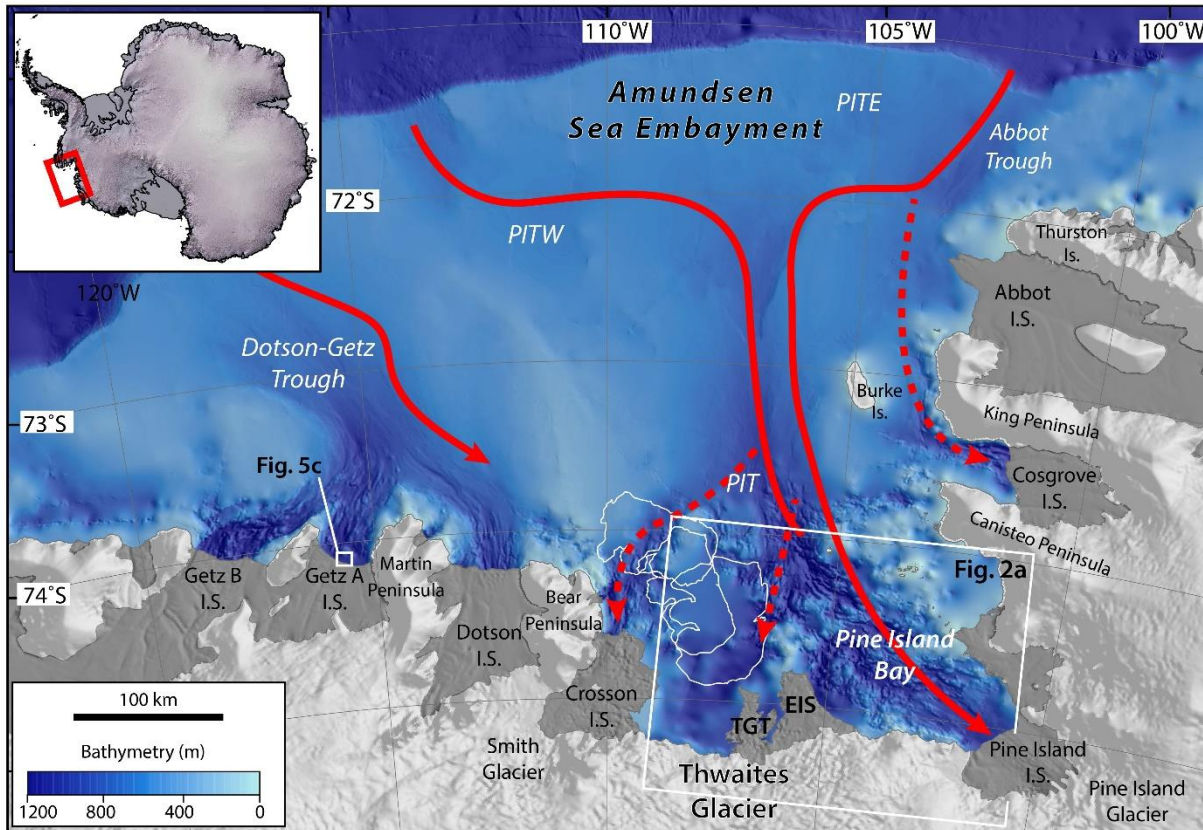 110°W
105°W
100°W
Amundsen
Sea Embayment
PITE
Abbot
Trough
72°S
PITW
Thurston
Is.
120°W
Abbot
I.S.
Dotson-Getz
Trough
Burke
Is.
King Peninsula
73°S
Fig. 5c
PIT
Cosgrove
I.S.
Canisteo Peninsula
Fig. 2a
Getz B
I.S.
Getz A
I.S.
Martin
Peninsula
74°S
Bear
Peninsula
Dotson
I.S.
Pine Island
Bay
Crosson
I.S.
EIS
TGT
100 km
Bathymetry (m)
1200
800
400
0
Smith
Glacier
Thwaites
Glacier
Pine Island
I.S.
Pine Island
Glacier